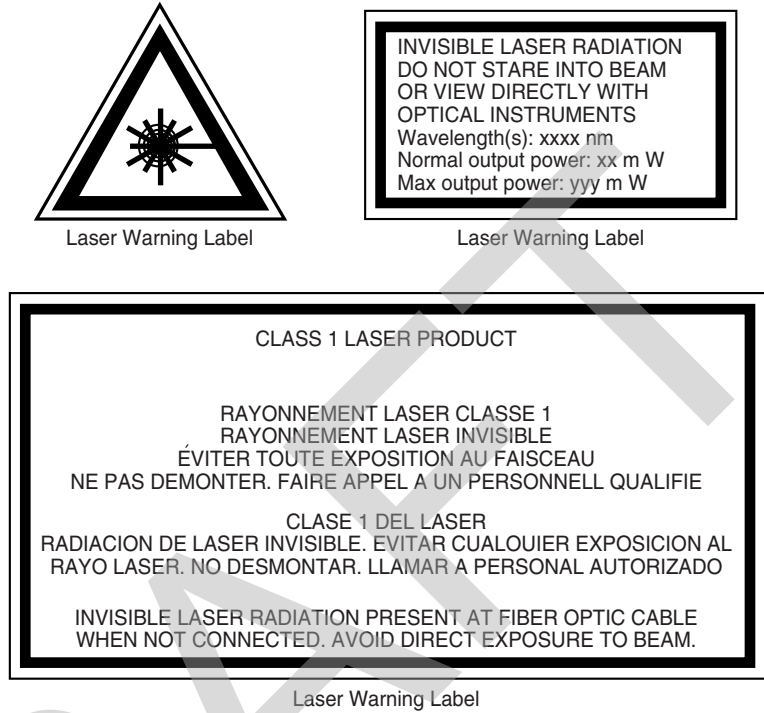 INVISIBLE LASER RADIATION
DO NOT STARE INTO BEAM
OR VIEW DIRECTLY WITH
OPTICAL INSTRUMENTS
Wavelength(s): xxxx nm
Normal output power: xx m W
Max output power: yyy m W
Laser Warning Label
Laser Warning Label
CLASS 1 LASER PRODUCT
RAYONNEMENT LASER CLASSE 1
RAYONNEMENT LASER INVISIBLE
ÉVITER TOUTE EXPOSITION AU FAISCEAU
NE PAS DEMONTER. FAIRE APPEL A UN PERSONNELL QUALIFIE
CLASE 1 DEL LASER
RADIACION DE LASER INVISIBLE. EVITAR CUALOUIER EXPOSICION AL
RAYO LASER. NO DESMONTAR. LLAMAR A PERSONAL AUTORIZADO
INVISIBLE LASER RADIATION PRESENT AT FIBER OPTIC CABLE
WHEN NOT CONNECTED. AVOID DIRECT EXPOSURE TO BEAM.
Laser Warning Label